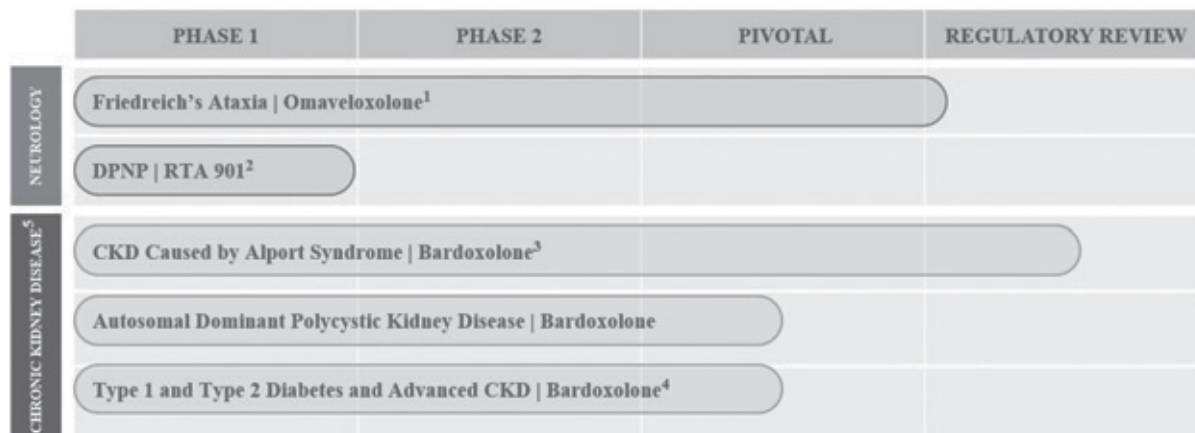 PHASE 1 PHASE 2 PIVOTAL REGULATORY REVIEW
NEUROLOGY
Friedreich's Ataxia | Omaveloxolone¹
DPNP | RTA 901²
CHRONIC KIDNEY DISEASE⁵
CKD Caused by Alport Syndrome | Bardoxolone³
Autosomal Dominant Polycystic Kidney Disease | Bardoxolone
Type 1 and Type 2 Diabetes and Advanced CKD | Bardoxolone⁴